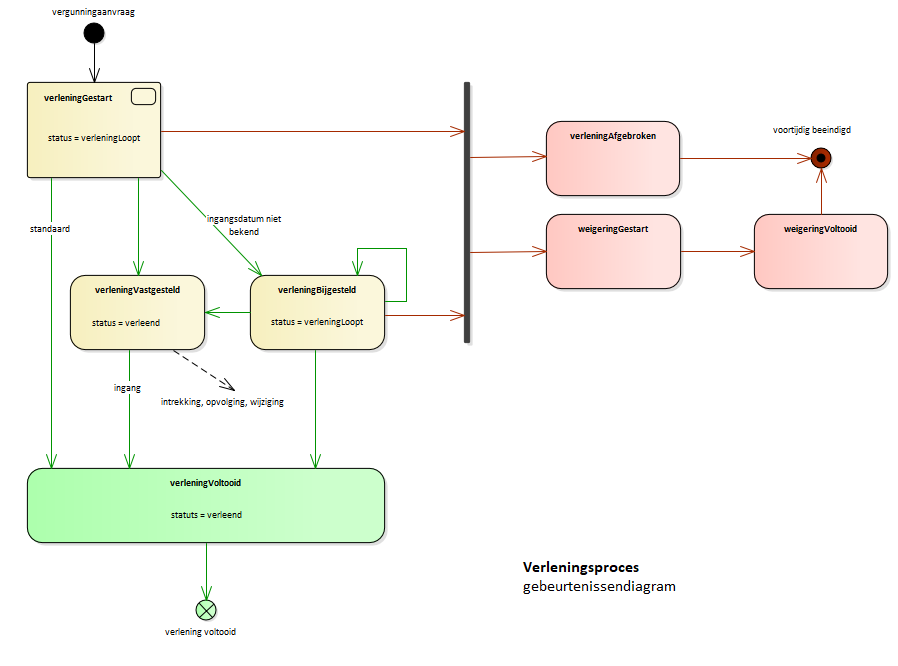 vergunningaanvraag
verleningGestart
status = verleningLoopt
verleningAfgebroken
voortijdig beeindigd
standaard
ingangsdatum niet
bekend
weigeringGestart
weigeringVoltooid
verleningVastgesteld
status = verleend
verleningBijgesteld
status = verleningLoopt
ingang
intrekking, opvolging, wijziging
verleningVoltooid
statuts = verleend
Verleningsproces
gebeurtenissendiagram
verlening voltooid